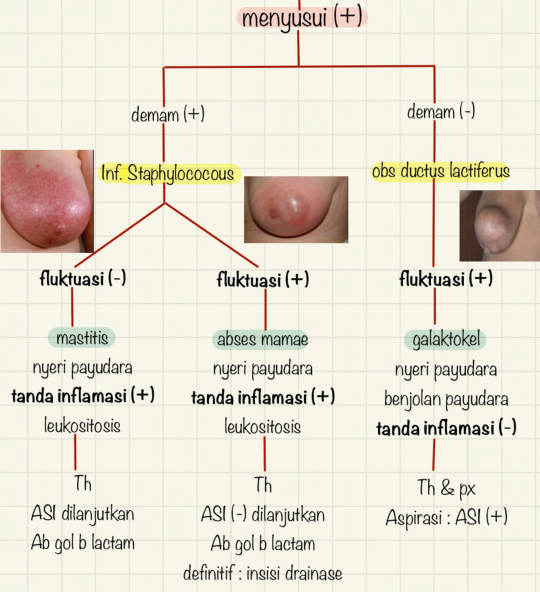 menyusui (+)
demam (+)
demam (-)
Inf. Staphylococous
obs ductus lactiferus
fluktuasi (-)
fluktuasi (+)
fluktuasi (+)
mastitis
nyeri payudara
tanda inflamasi (+)
leukositosis
Th
ASI dilanjutkan
Ab gol b lactam
abses mamae
nyeri payudara
tanda inflamasi (+)
leukositosis
Th
ASI (-) dilanjutkan
Ab gol b lactam
definitif : insisi drainase
galaktokel
nyeri payudara
benjolan payudara
tanda inflamasi (-)
Th & px
Aspirasi : ASI (+)